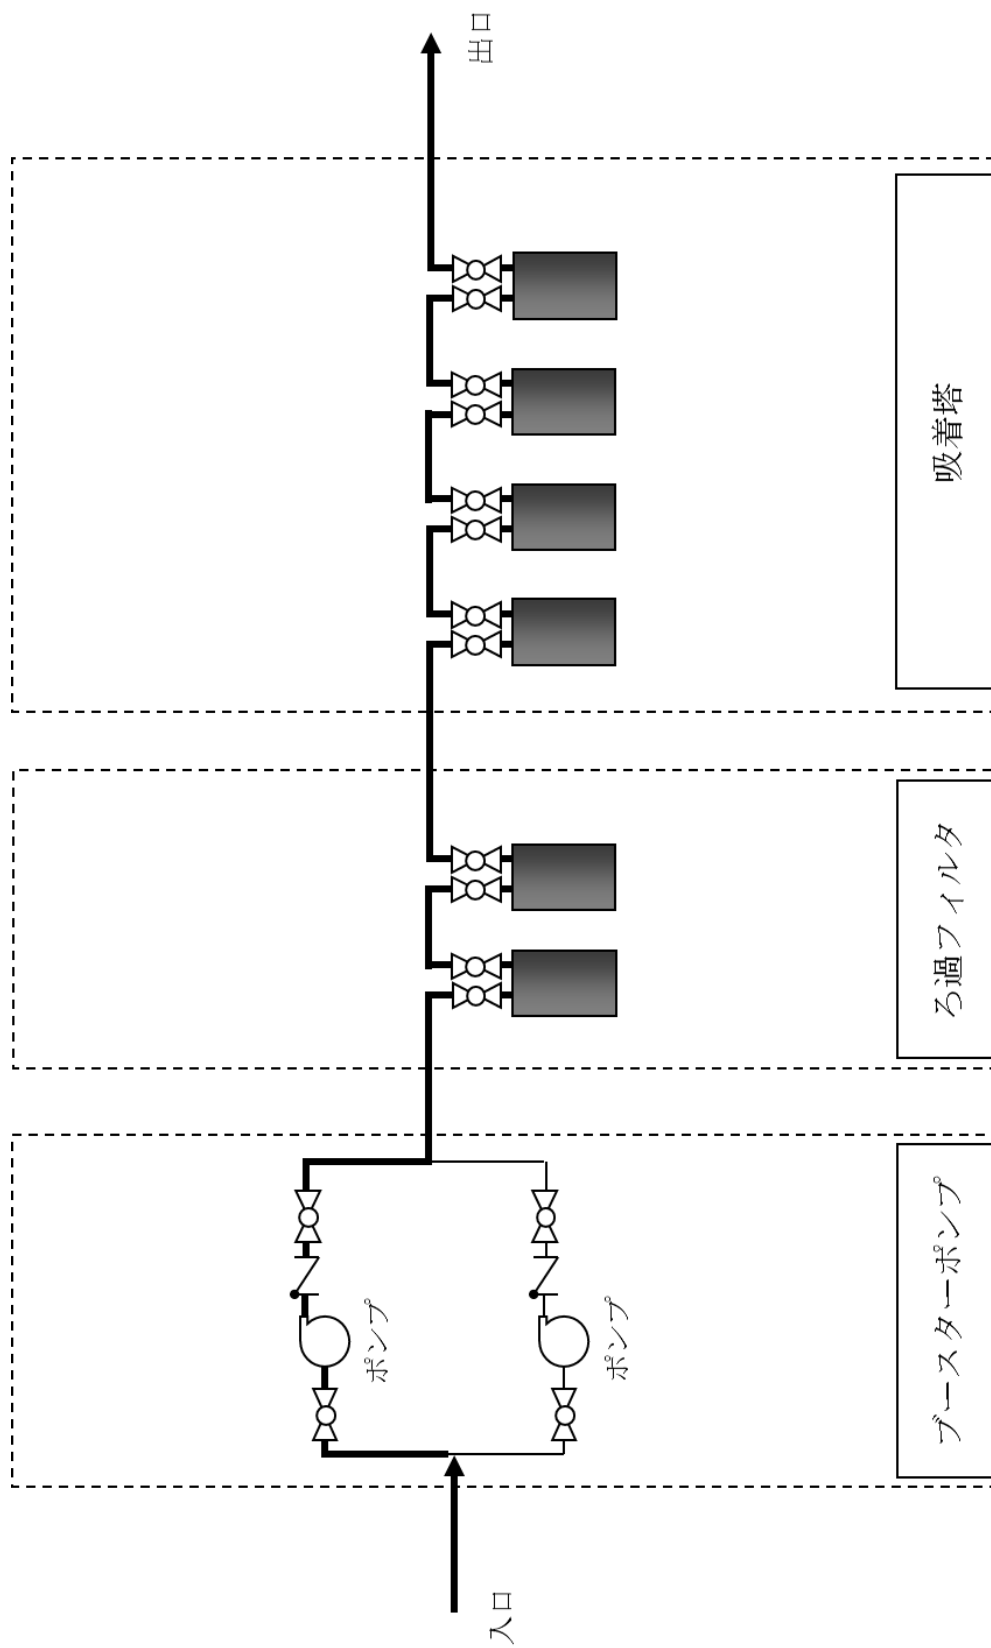 入口
ポンプ
ポンプ
ブースターポンプ
ろ過フィルタ
吸着塔
出口